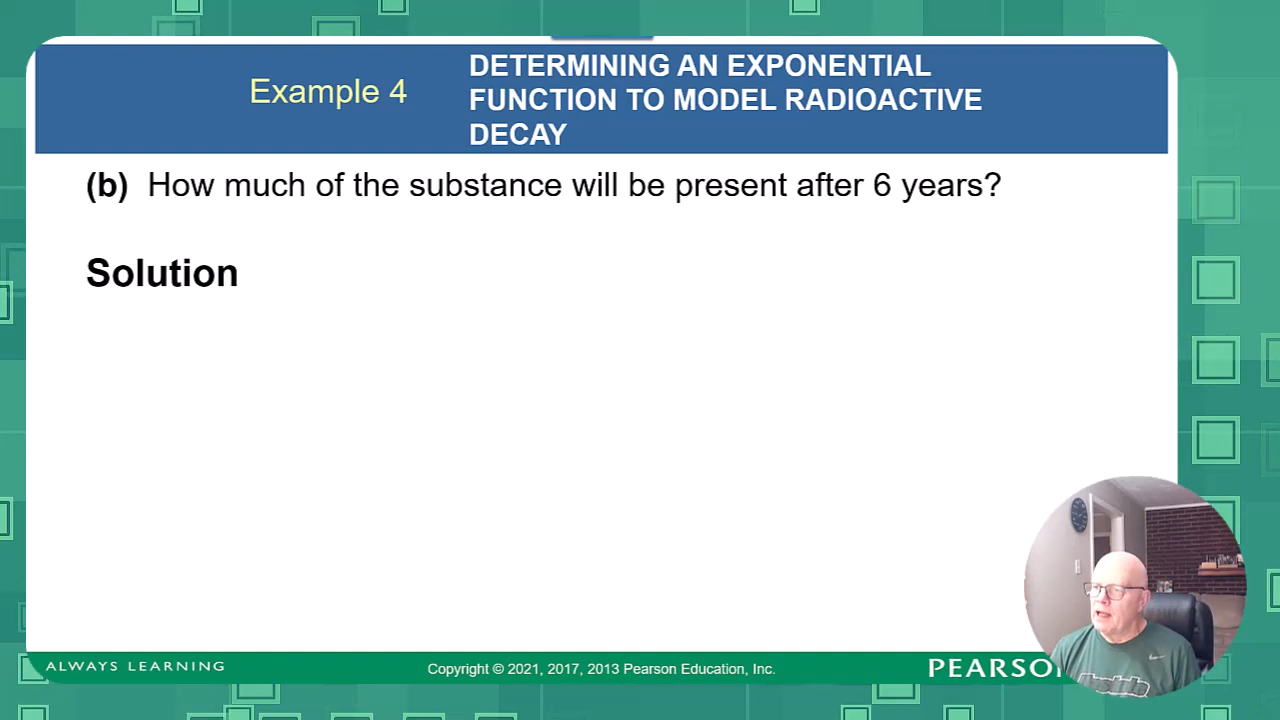 Example 4
DETERMINING AN EXPONENTIAL
FUNCTION TO MODEL RADIOACTIVE
DECAY
(b) How much of the substance will be present after 6 years?
Solution
ALWAYS LEARNING
Copyright © 2021, 2017, 2013 Pearson Education, Inc.